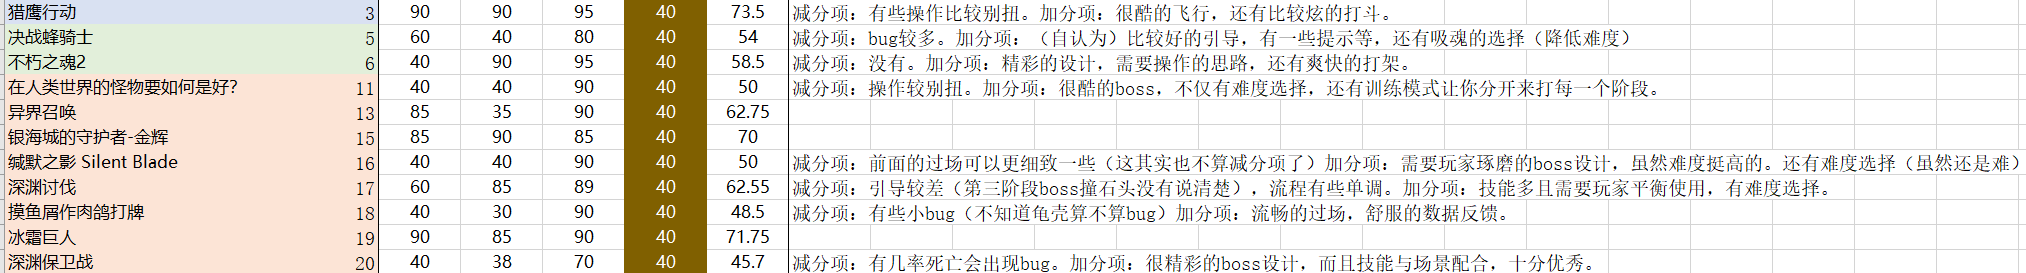 猎鹰行动 3 90 90 95 40 73.5 减分项：有些操作比较别扭。加分项：很酷的飞行，还有比较炫的打斗。
决战蜂骑士 5 60 40 80 40 54 减分项：bug较多。加分项：（自认为）比较好的引导，有一些提示等，还有吸魂的选择（降低难度）
不朽之魂2 6 40 90 95 40 58.5 减分项：没有。加分项：精彩的设计，需要操作的思路，还有爽快的打架。
在人类世界的怪物要如何是好？ 11 40 40 90 40 50 减分项：操作较别扭。加分项：很酷的boss，不仅有难度选择，还有训练模式让你分开来打每一个阶段。
异界召唤 13 85 35 90 40 62.75
银海城的守护者-金辉 15 85 90 85 40 70
缄默之影 Silent Blade 16 40 40 90 40 50 减分项：前面的过场可以更细致一些（这其实也不算减分项了）加分项：需要玩家琢磨的boss设计，虽然难度挺高的。还有难度选择（虽然还是难）
深渊讨伐 17 60 85 89 40 62.55 减分项：引导较差（第三阶段boss撞石头没有说清楚），流程有些单调。加分项：技能多且需要玩家平衡使用，有难度选择。
摸鱼屑作肉鸽打牌 18 40 30 90 40 48.5 减分项：有些小bug（不知道龟壳算不算bug）加分项：流畅的过场，舒服的数据反馈。
冰霜巨人 19 90 85 90 40 71.75
深渊保卫战 20 40 38 70 40 45.7 减分项：有几率死亡会出现bug。加分项：很精彩的boss设计，而且技能与场景配合，十分优秀。